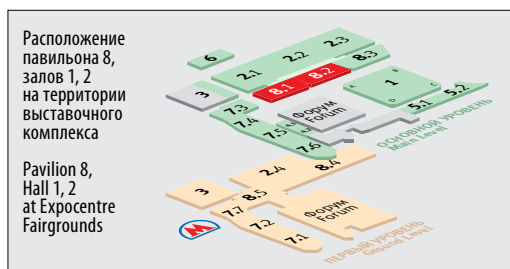 Расположение
павильона 8,
залов 1, 2
на территории
выставочного
комплекса
Pavilion 8,
Hall 1, 2
at Expocentre
Fairgrounds
6
2.1 2.2 2.3
8.1 8.2 8.3
3
1
A B C D
7.3
7.4
7.5
7.6
Форум
Forum
5.1 5.2
ОСНОВНОЙ УРОВЕНЬ
Main Level
3
2.4 8.4
8.5
7.7
7.2
7.1
Форум
Forum
ПЕРВЫЙ УРОВЕНЬ
Ground Level
М